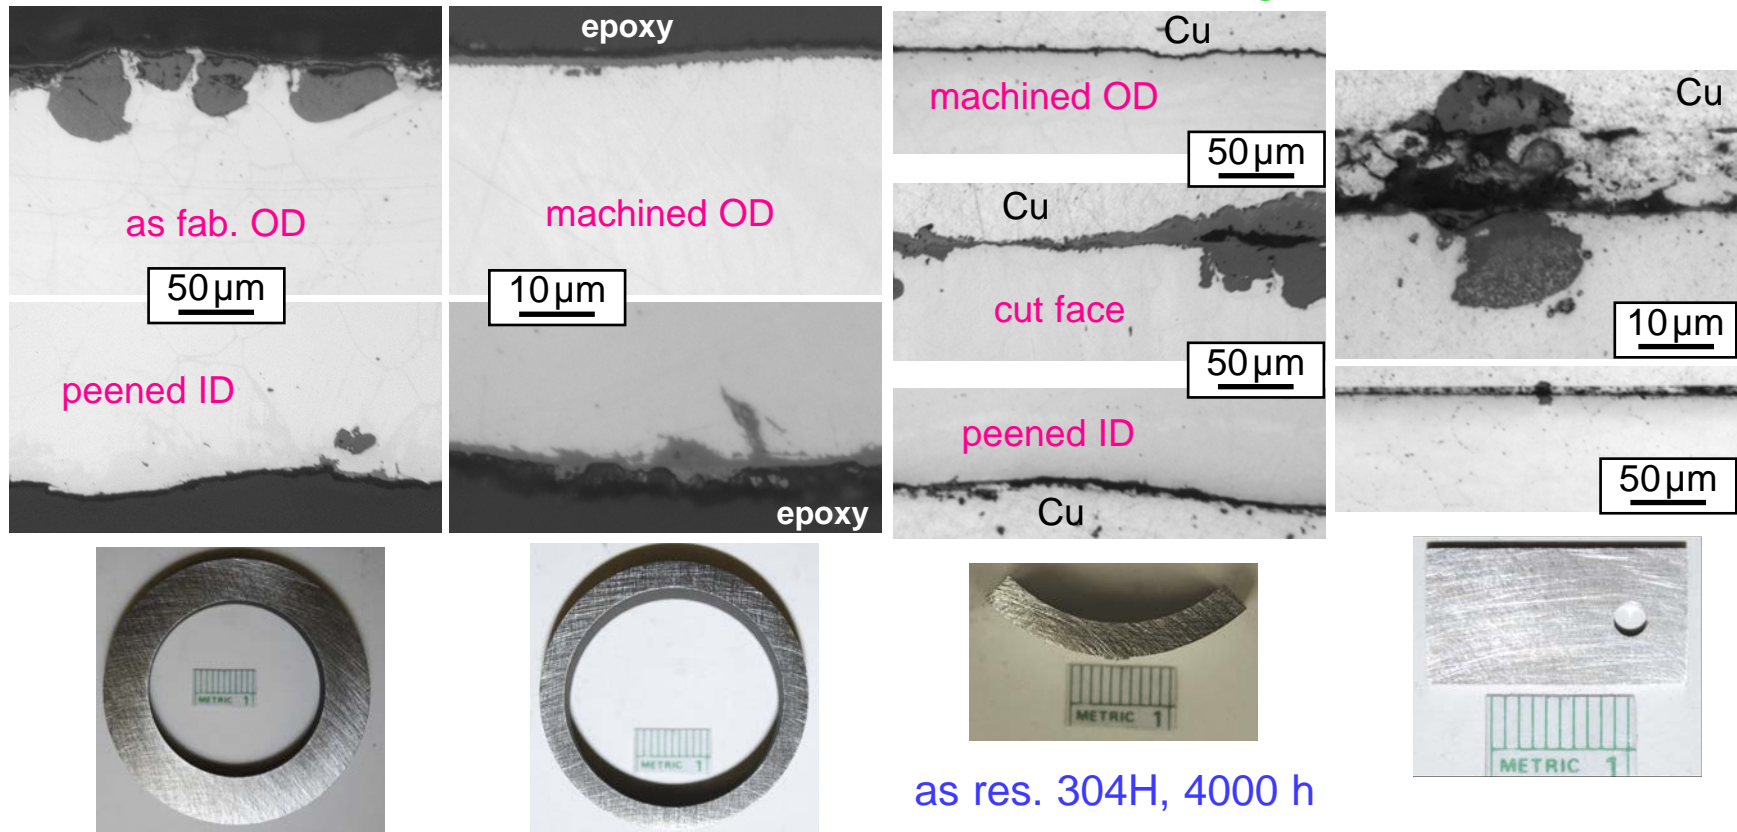 epoxy
as fab. OD
50 µm
machined OD
10 µm
peened ID
epoxy
METRIC 1
METRIC 1
Cu
machined OD
50 µm
Cu
cut face
50 µm
peened ID
Cu
METRIC 1
as res. 304H, 4000 h
Cu
10 µm
50 µm
METRIC 1